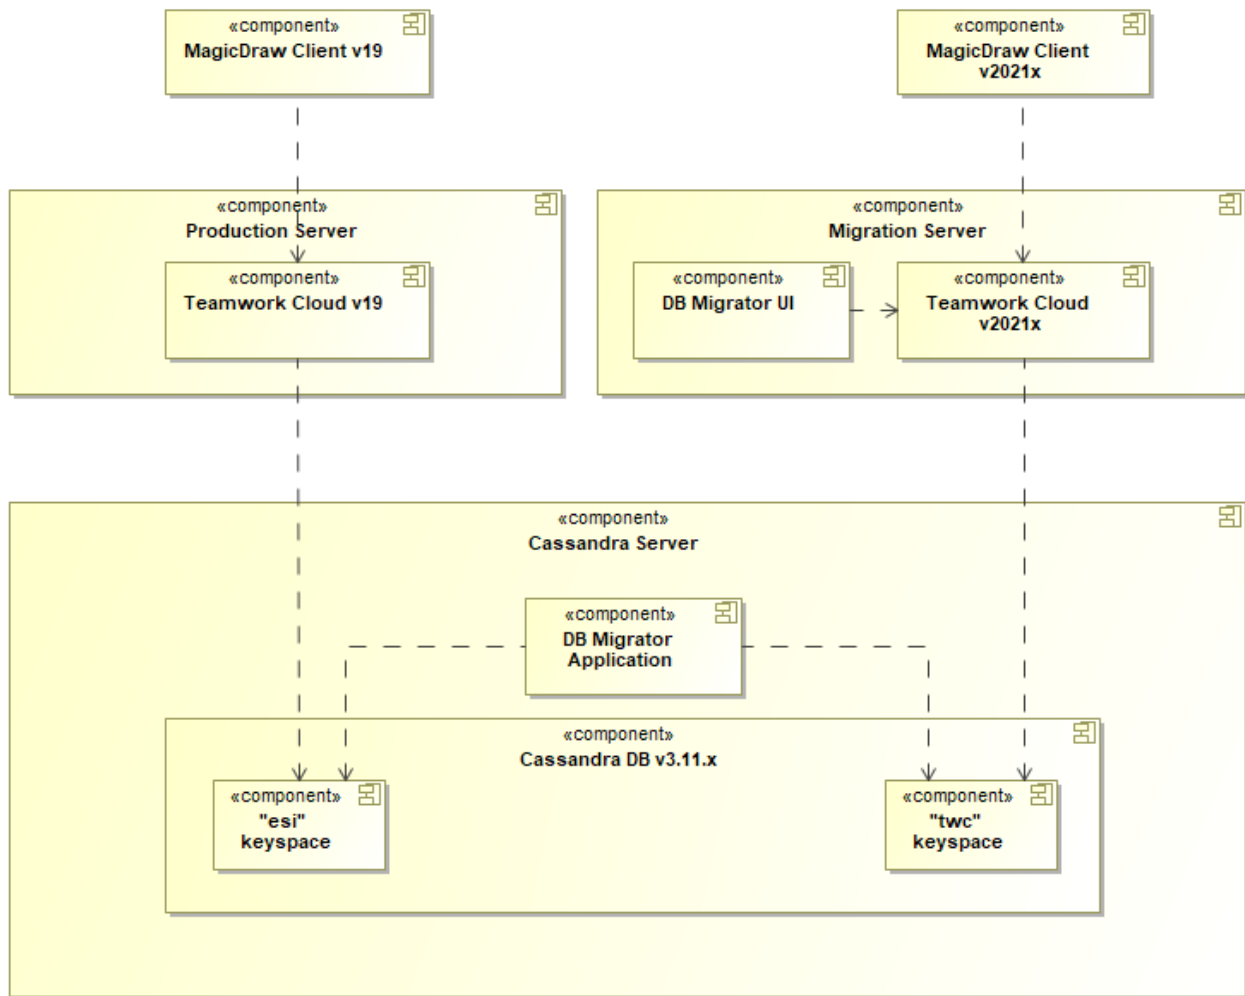 «component»
MagicDraw Client v19
«component»
MagicDraw Client
v2021x
«component»
Production Server
«component»
Teamwork Cloud v19
«component»
Migration Server
«component»
DB Migrator UI
«component»
Teamwork Cloud
v2021x
«component»
Cassandra Server
«component»
DB Migrator
Application
«component»
Cassandra DB v3.11.x
«component»
"esi"
keyspace
«component»
"twc"
keyspace